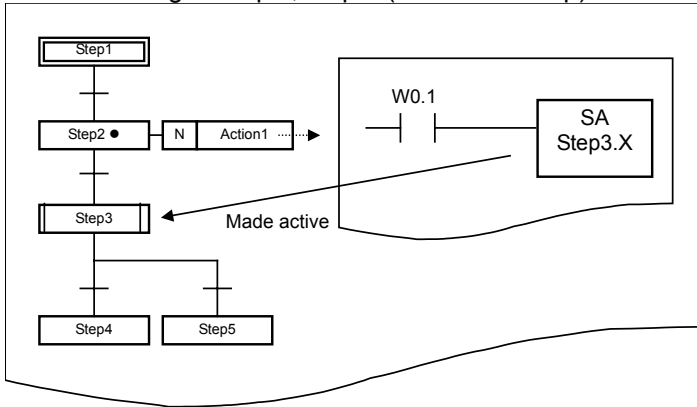 Step1
Step2
N
Action1
W0.1
SA
Step3.X
Step3
Made active
Step4
Step5